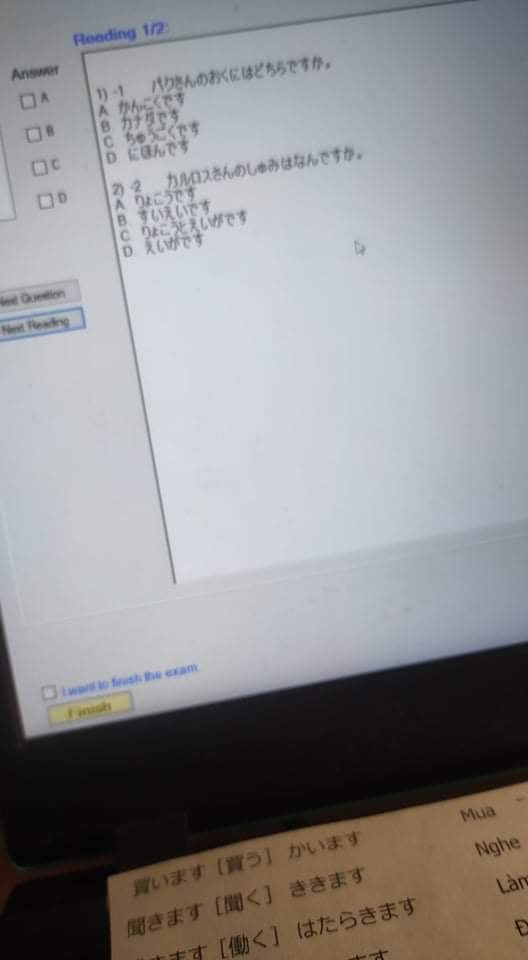 Reading 1/2:
Answer
A
B
C
D
1) -1 パクさんのおくにはどちらですか。
A かんこくです
B カナダです
C ちゅうごくです
D にほんです
2) -2 カルロスさんのしゅみはなんですか。
A りょこうです
B すいえいです
C りょこうとえいがです
D えいがです
Next Question
Next Reading
I want to finish the exam.
Finish
買います [買う] かいます Mua
聞きます [聞く] ききます Nghe
きます [働く] はたらきます Làm
ます Đ